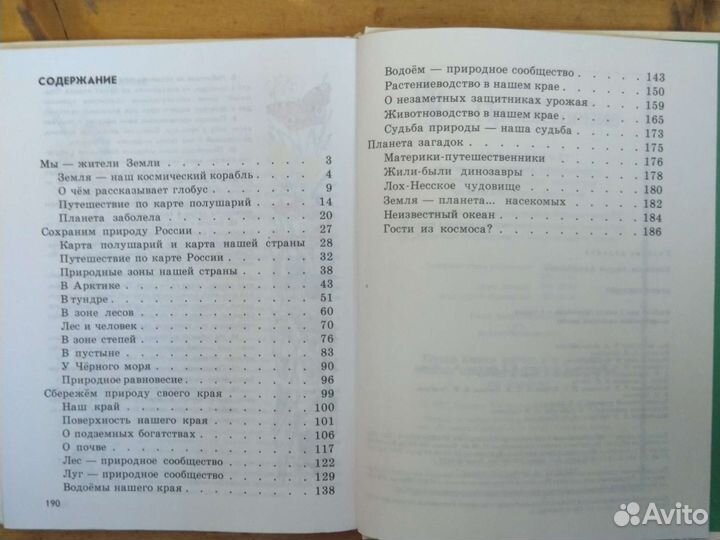 СОДЕРЖАНИЕ
Мы — жители Земли . . . . . . . . . . 3
Земля — наш космический корабль . . . . 4
О чём рассказывает глобус . . . . . . . 9
Путешествие по карте полушарий . . . . 14
Планета заболела . . . . . . . . . . 20
Сохраним природу России . . . . . . . . 27
Карта полушарий и карта нашей страны 28
Путешествие по карте России . . . . . . 32
Природные зоны нашей страны . . . . . 38
В Арктике . . . . . . . . . . . . 43
В тундре . . . . . . . . . . . . 51
В зоне лесов . . . . . . . . . . . 60
Лес и человек . . . . . . . . . . . 70
В зоне степей . . . . . . . . . . . 76
В пустыне . . . . . . . . . . . . 83
У Чёрного моря . . . . . . . . . . 90
Природное равновесие . . . . . . . . 96
Сбережём природу своего края . . . . . . 99
Наш край . . . . . . . . . . . . 100
Поверхность нашего края . . . . . . . 101
О подземных богатствах . . . . . . . . 106
О почве . . . . . . . . . . . . . 117
Лес — природное сообщество . . . . . . 122
Луг — природное сообщество . . . . . . 129
Водоёмы нашего края . . . . . . . . 138
190
Водоём — природное сообщество . . . . . 143
Растениеводство в нашем крае . . . . . . 150
О незаметных защитниках урожая . . . . 159
Животноводство в нашем крае . . . . . . 165
Судьба природы — наша судьба . . . . . 173
Планета загадок . . . . . . . . . . . 175
Материки-путешественники . . . . . . 176
Жили-были динозавры . . . . . . . . 178
Лох-Несское чудовище . . . . . . . . 180
Земля — планета... насекомых . . . . . 182
Неизвестный океан . . . . . . . . . 184
Гости из космоса? . . . . . . . . . . 186
Avito